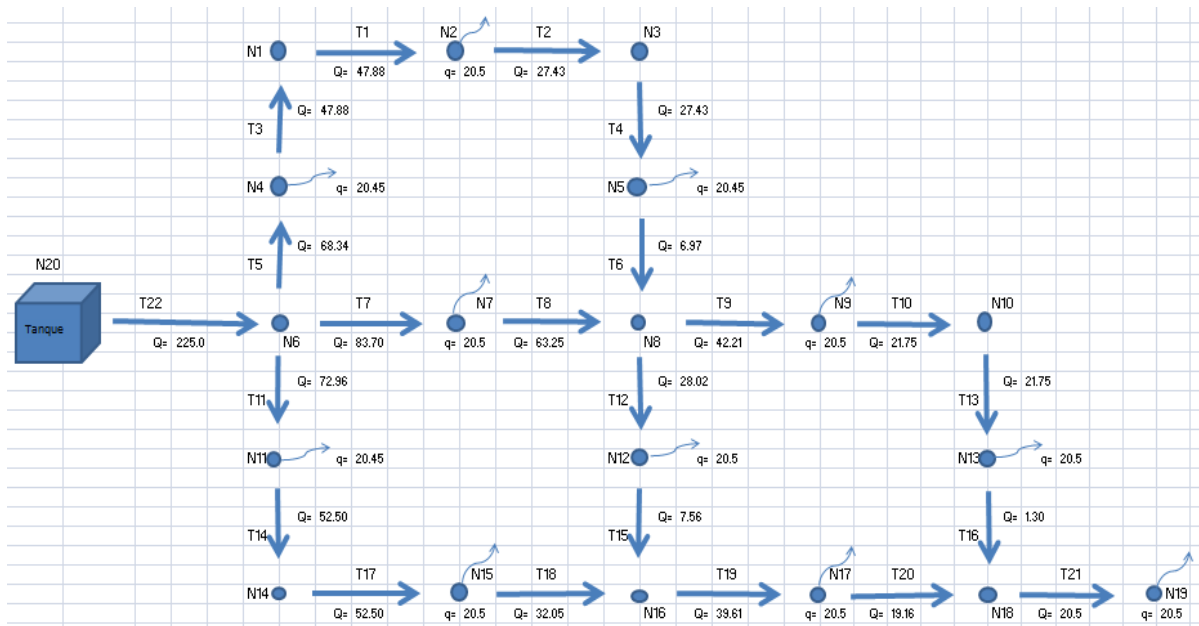 T1 N2 T2 N3
N1
Q= 47.88 q= 20.5 Q= 27.43
Q= 47.88 Q= 27.43
T3 T4
N4 q= 20.45 N5 q= 20.45
Q= 68.34 Q= 6.97
N20 T5 T6
T22 T7 N7 T8 T9 N9 T10 N10
Tanque
Q= 225.0 N6 Q= 83.70 q= 20.5 Q= 63.25 N8 Q= 42.21 q= 20.5 Q= 21.75
Q= 72.96 Q= 28.02 Q= 21.75
T11 T12 T13
N11 q= 20.45 N12 q= 20.5 N13 q= 20.5
Q= 52.50 Q= 7.56 Q= 1.30
T14 T15 T16
T17 N15 T18 T19 N17 T20 T21
N14 N19
Q= 52.50 q= 20.5 Q= 32.05 N16 Q= 39.61 q= 20.5 Q= 19.16 N18 Q= 20.5 q= 20.5